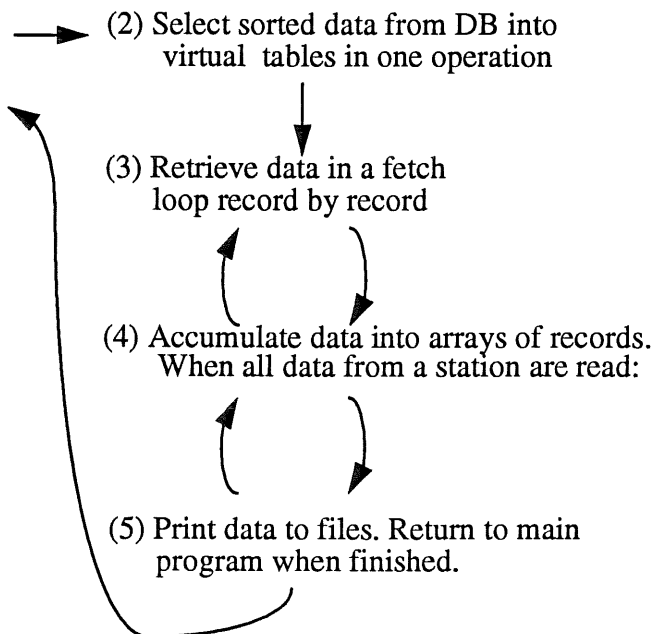 (2) Select sorted data from DB into
virtual tables in one operation
(3) Retrieve data in a fetch
loop record by record
(4) Accumulate data into arrays of records.
When all data from a station are read:
(5) Print data to files. Return to main
program when finished.